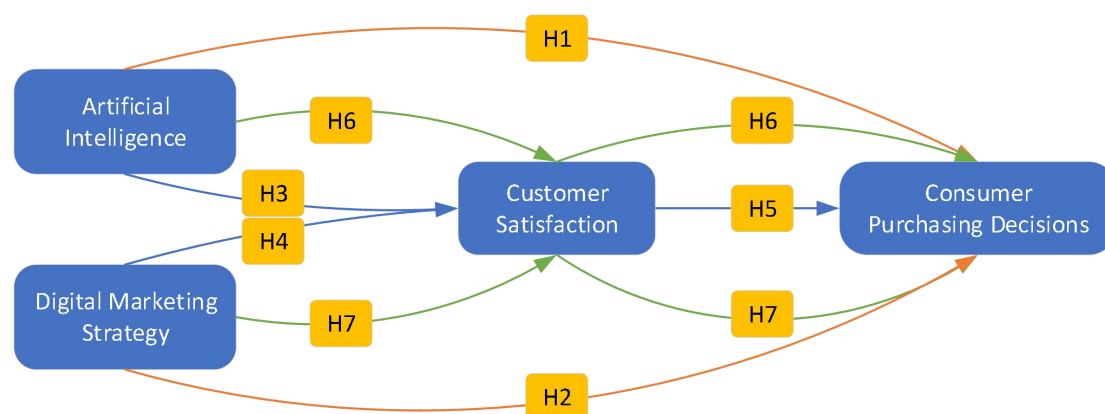 H1
Artificial
Intelligence
H6
H6
H3
Customer
Satisfaction
H5
Consumer
Purchasing Decisions
H4
Digital Marketing
Strategy
H7
H7
H2